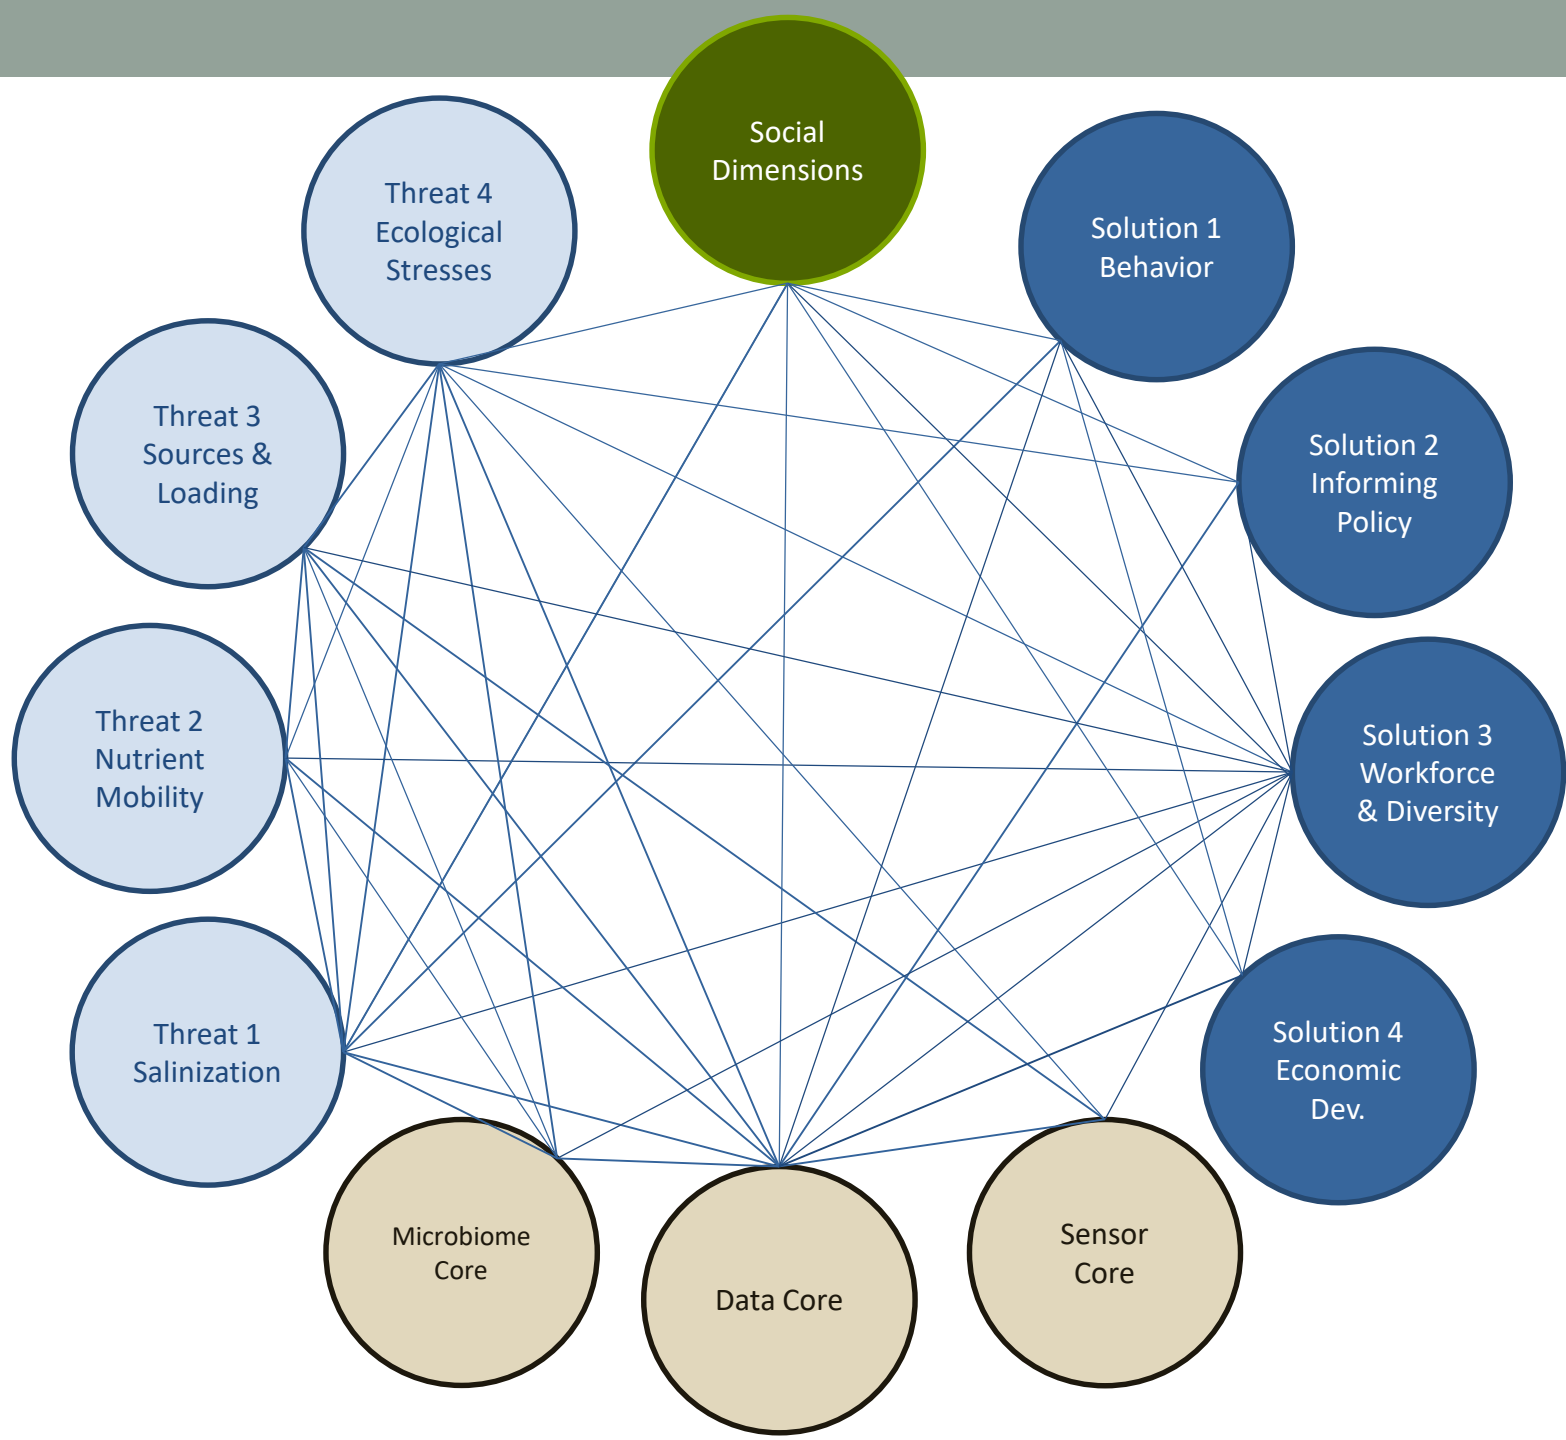 Social
Dimensions
Threat 4
Ecological
Stresses
Solution 1
Behavior
Threat 3
Sources &
Loading
Solution 2
Informing
Policy
Threat 2
Nutrient
Mobility
Solution 3
Workforce
& Diversity
Threat 1
Salinization
Solution 4
Economic
Dev.
Microbiome
Core
Data Core
Sensor
Core